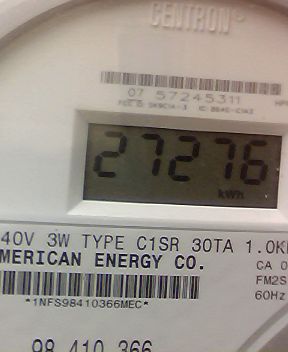 CENTRON
07 57245311
27276
kWh
40V 3W TYPE C1SR 30TA 1.0K
MERICAN ENERGY CO.
CA 0
FM2S
60Hz
*1NFS98410366MEC*
98 410 366